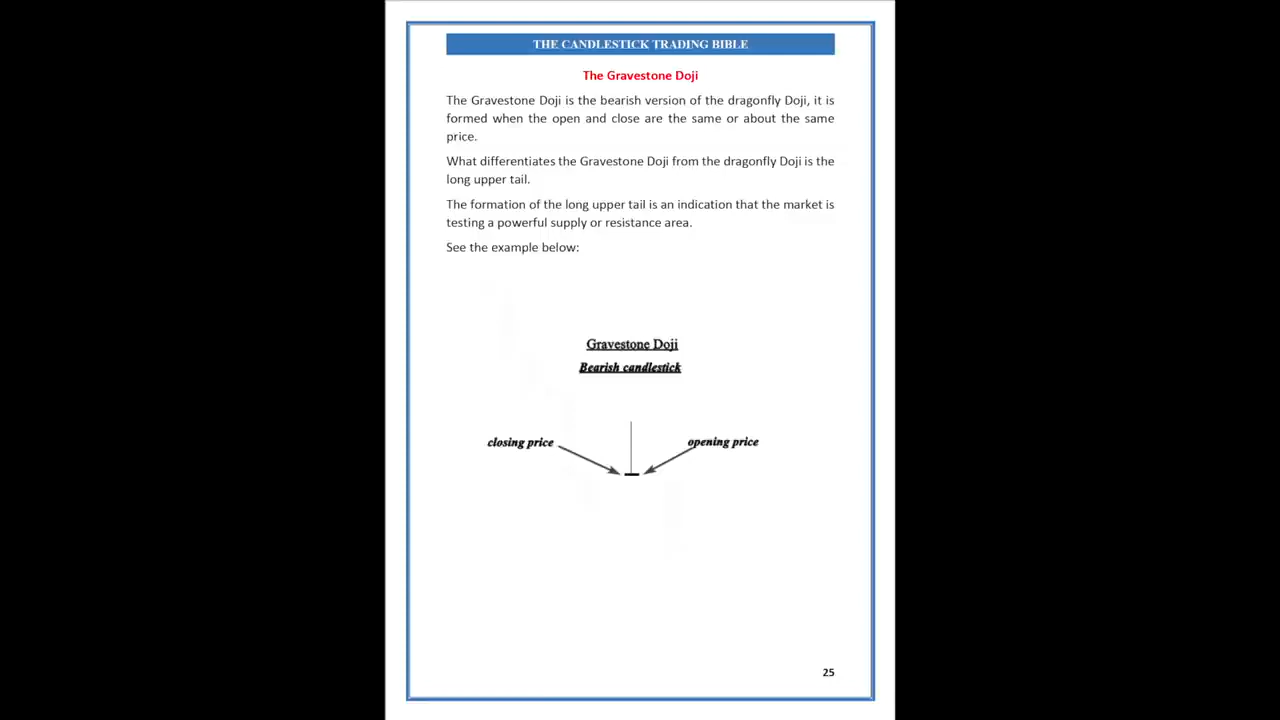 THE CANDLESTICK TRADING BIBLE
The Gravestone Doji
The Gravestone Doji is the bearish version of the dragonfly Doji, it is
formed when the open and close are the same or about the same
price.
What differentiates the Gravestone Doji from the dragonfly Doji is the
long upper tail.
The formation of the long upper tail is an indication that the market is
testing a powerful supply or resistance area.
See the example below:
Gravestone Doji
Bearish candlestick
closing price
opening price
25